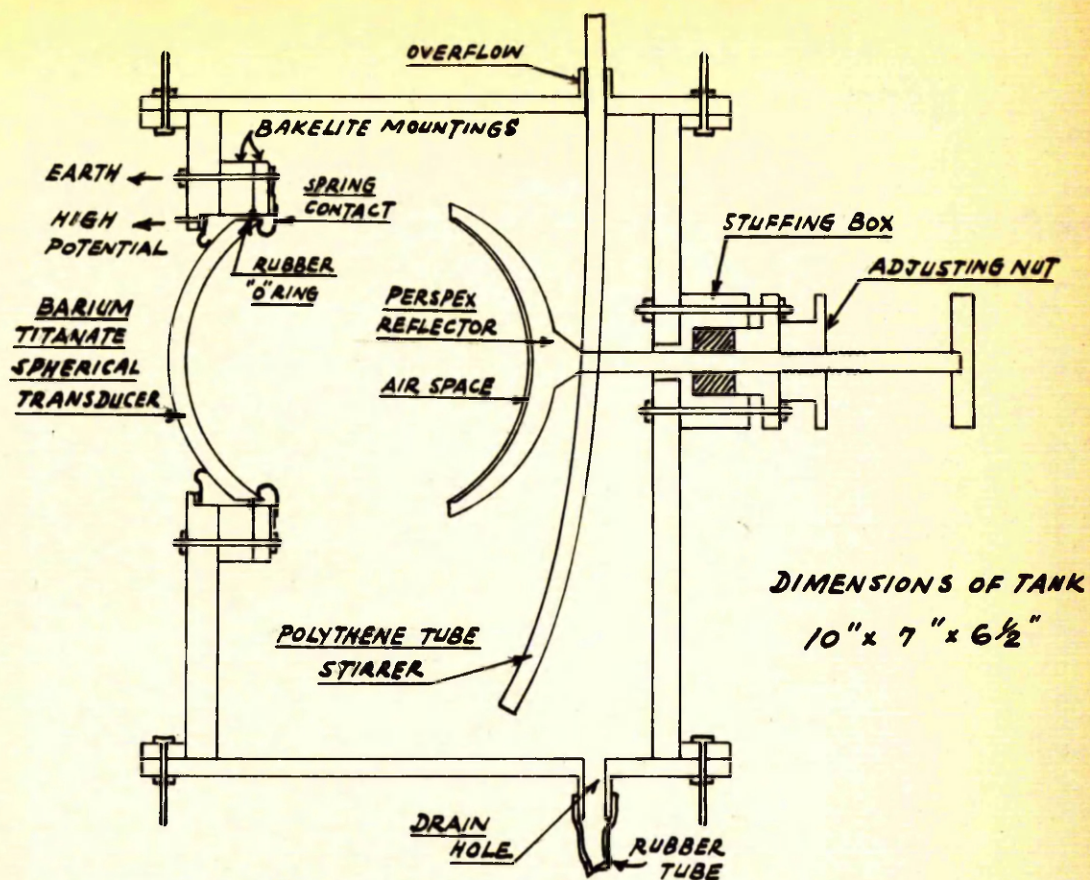 OVERFLOW
BAKELITE MOUNTINGS
EARTH
SPRING
CONTACT
HIGH
POTENTIAL
STUFFING BOX
ADJUSTING NUT
RUBBER
"O" RING
BARIUM
TITANATE
SPHERICAL
TRANSDUCER
PERSPEX
REFLECTOR
AIR SPACE
DIMENSIONS OF TANK
10" x 7" x 6½"
POLYTHENE TUBE
STIRRER
DRAIN
HOLE
RUBBER
TUBE